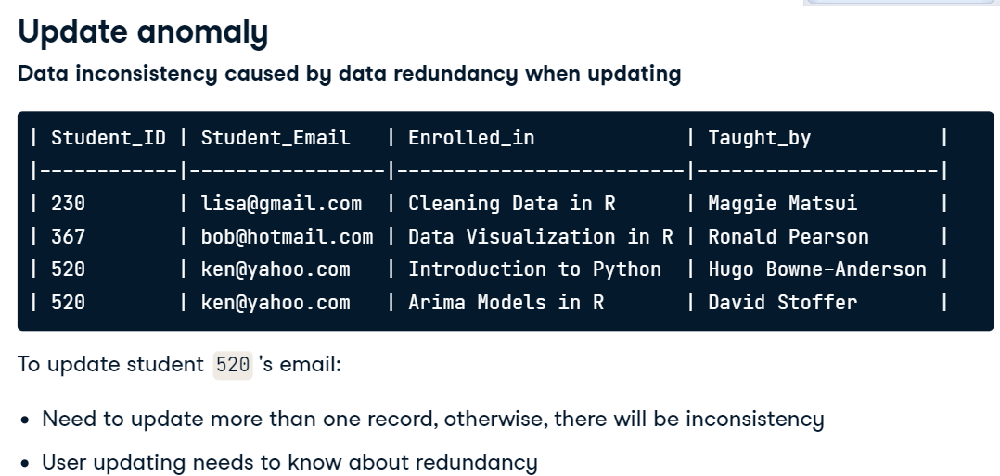 Update anomaly
Data inconsistency caused by data redundancy when updating
| Student_ID | Student_Email   | Enrolled_in             | Taught_by           |
|------------|-----------------|-------------------------|---------------------|
| 230        | lisa@gmail.com  | Cleaning Data in R      | Maggie Matsui       |
| 367        | bob@hotmail.com | Data Visualization in R | Ronald Pearson      |
| 520        | ken@yahoo.com   | Introduction to Python  | Hugo Bowne-Anderson |
| 520        | ken@yahoo.com   | Arima Models in R       | David Stoffer       |
To update student 520 's email:
• Need to update more than one record, otherwise, there will be inconsistency
• User updating needs to know about redundancy